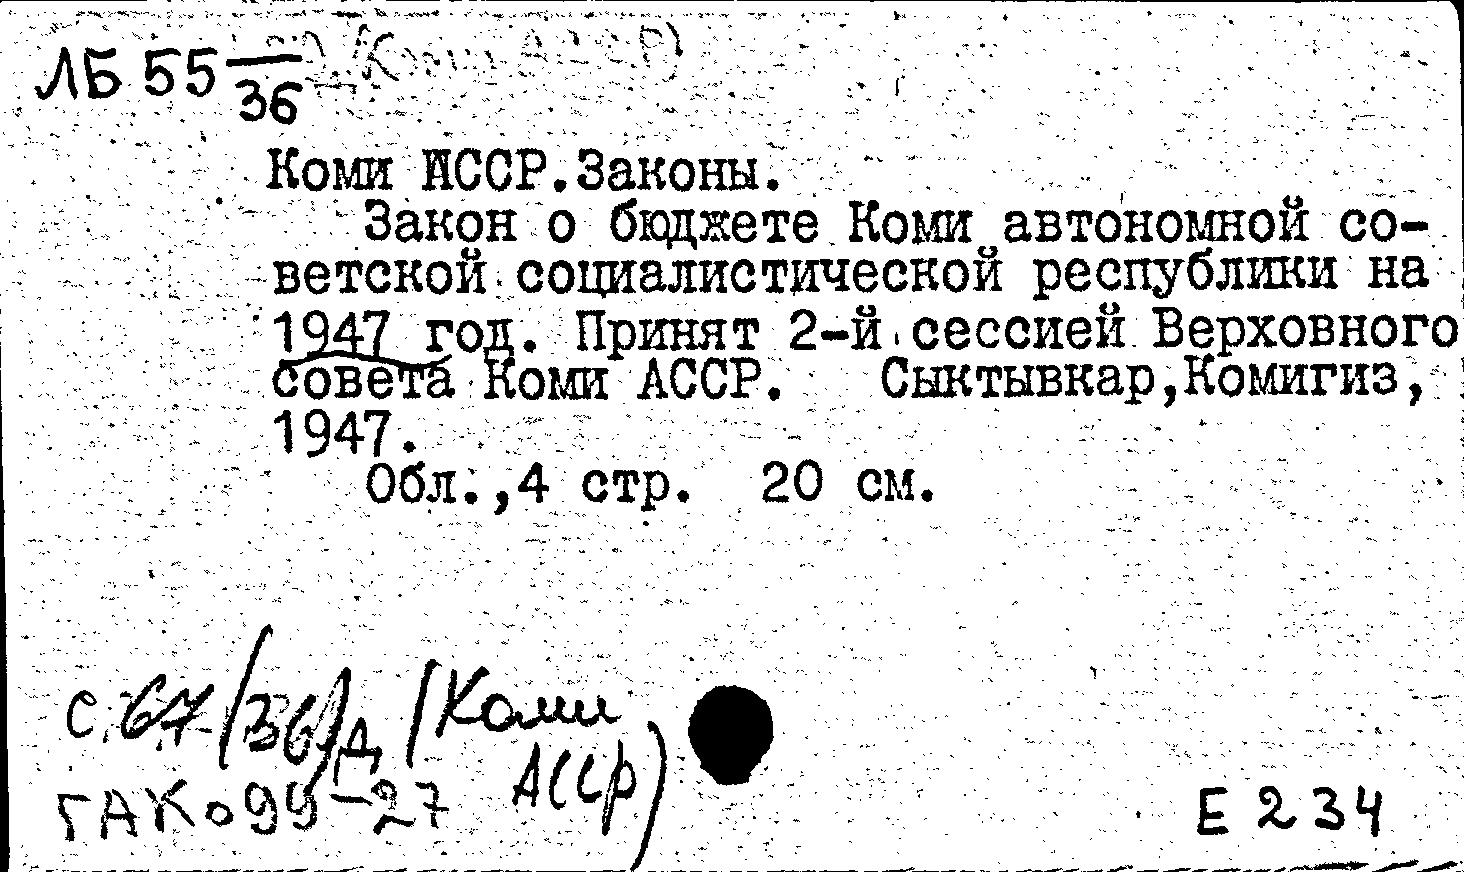 (Коми АССР)
ЛБ 55 36
Коми АССР.Законы.
Закон о бюджете Коми автономной со-
ветской социалистической республики на
1947 год. Принят 2-й сессией Верховного
совета Коми АССР. Сыктывкар,Комигиз,
1947.
Обл.,4 стр. 20 см.
с. 67/36/д (Коми
АССР)
ГАК о 99-27
Е 234